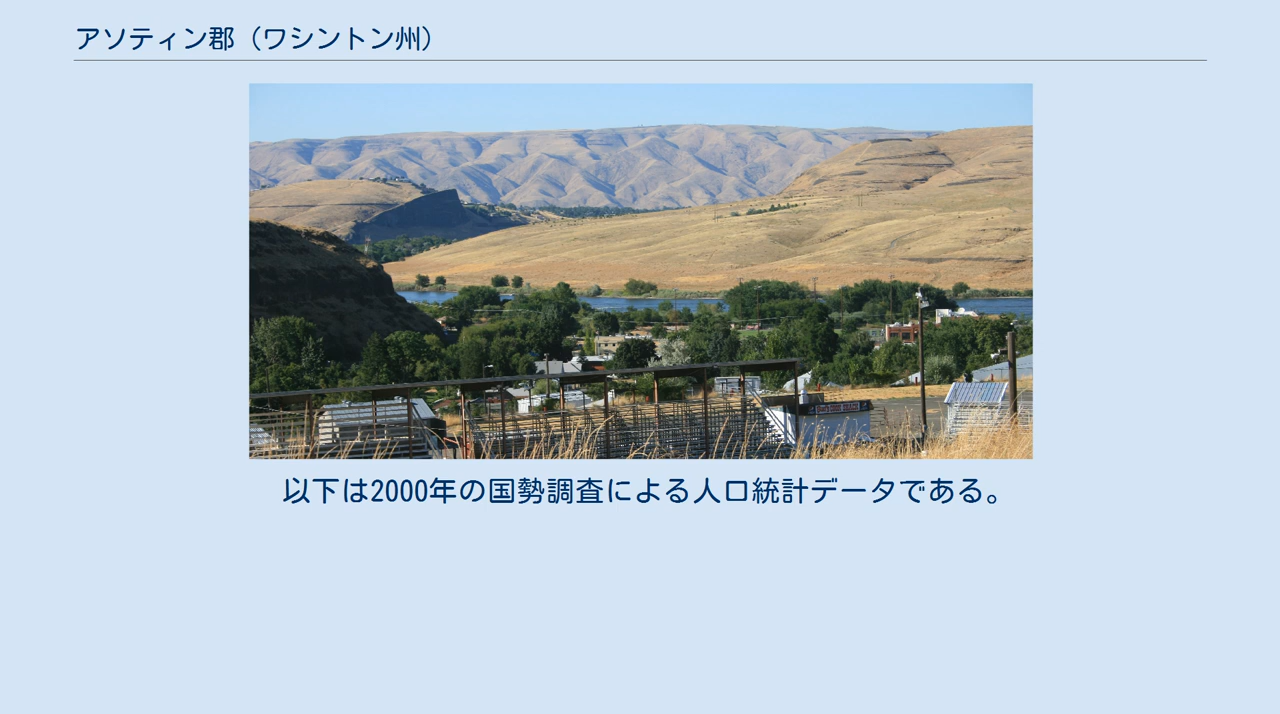 アソティン郡（ワシントン州）
以下は2000年の国勢調査による人口統計データである。